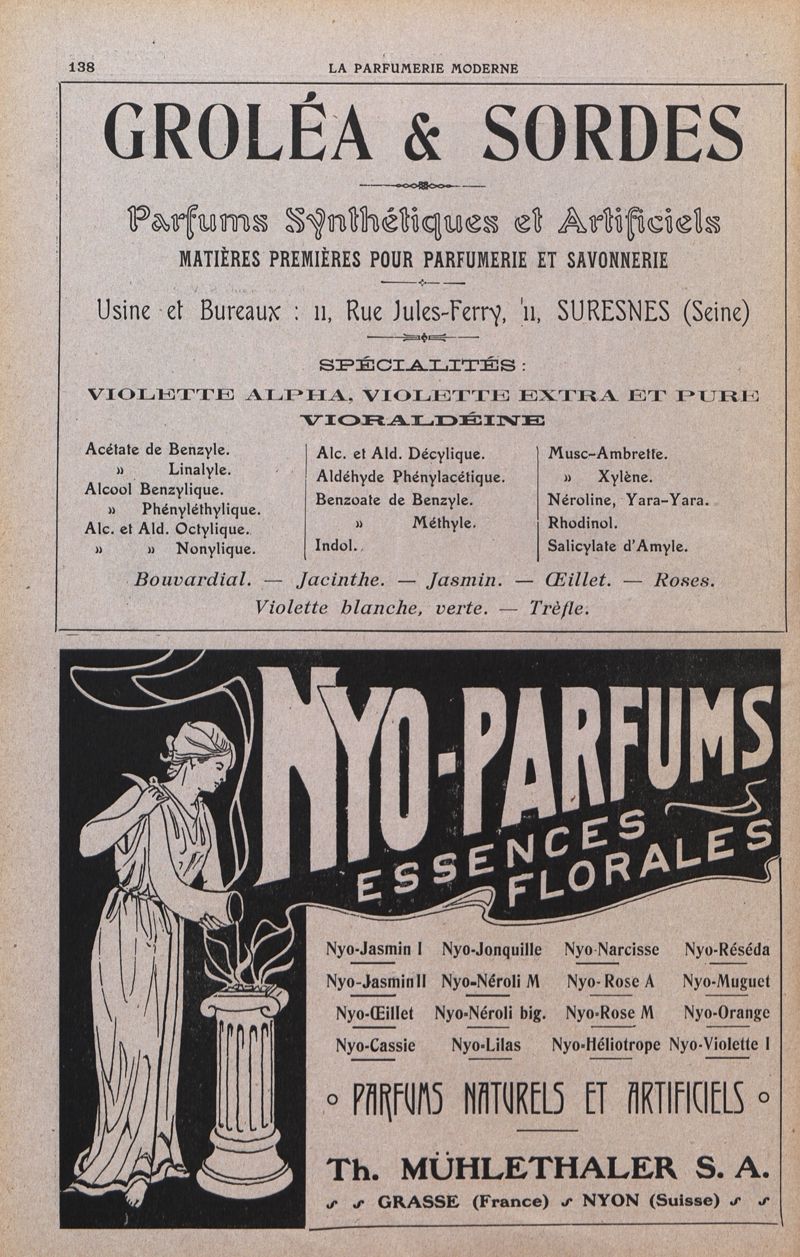 138
LA PARFUMERIE MODERNE
GROLÉA & SORDES
Parfums Synthétiques et Artificiels
MATIÈRES PREMIÈRES POUR PARFUMERIE ET SAVONNERIE
Usine et Bureaux : 11, Rue Jules-Ferry, 11, SURESNES (Seine)
SPÉCIALITÉS :
VIOLETTE ALPHA, VIOLETTE EXTRA ET PURE
VIORALDÉINE
Acétate de Benzyle.
» Linalyle.
Alcool Benzylique.
» Phényléthylique.
Alc. et Ald. Octylique.
» » Nonylique.
Alc. et Ald. Décylique.
Aldéhyde Phénylacétique.
Benzoate de Benzyle.
» Méthyle.
Indol.
Musc-Ambrette.
» Xylène.
Néroline, Yara-Yara.
Rhodinol.
Salicylate d'Amyle.
Bouvardial. — Jacinthe. — Jasmin. — Œillet. — Roses.
Violette blanche, verte. — Trèfle.
NYO-PARFUMS
ESSENCES
FLORALES
Nyo-Jasmin I Nyo-Jonquille Nyo-Narcisse Nyo-Réséda
Nyo-Jasmin II Nyo-Néroli M Nyo-Rose A Nyo-Muguet
Nyo-Œillet Nyo-Néroli big. Nyo-Rose M Nyo-Orange
Nyo-Cassie Nyo-Lilas Nyo-Héliotrope Nyo-Violette I
PARFUMS NATURELS ET ARTIFICIELS
Th. MÜHLETHALER S. A.
GRASSE (France) NYON (Suisse)